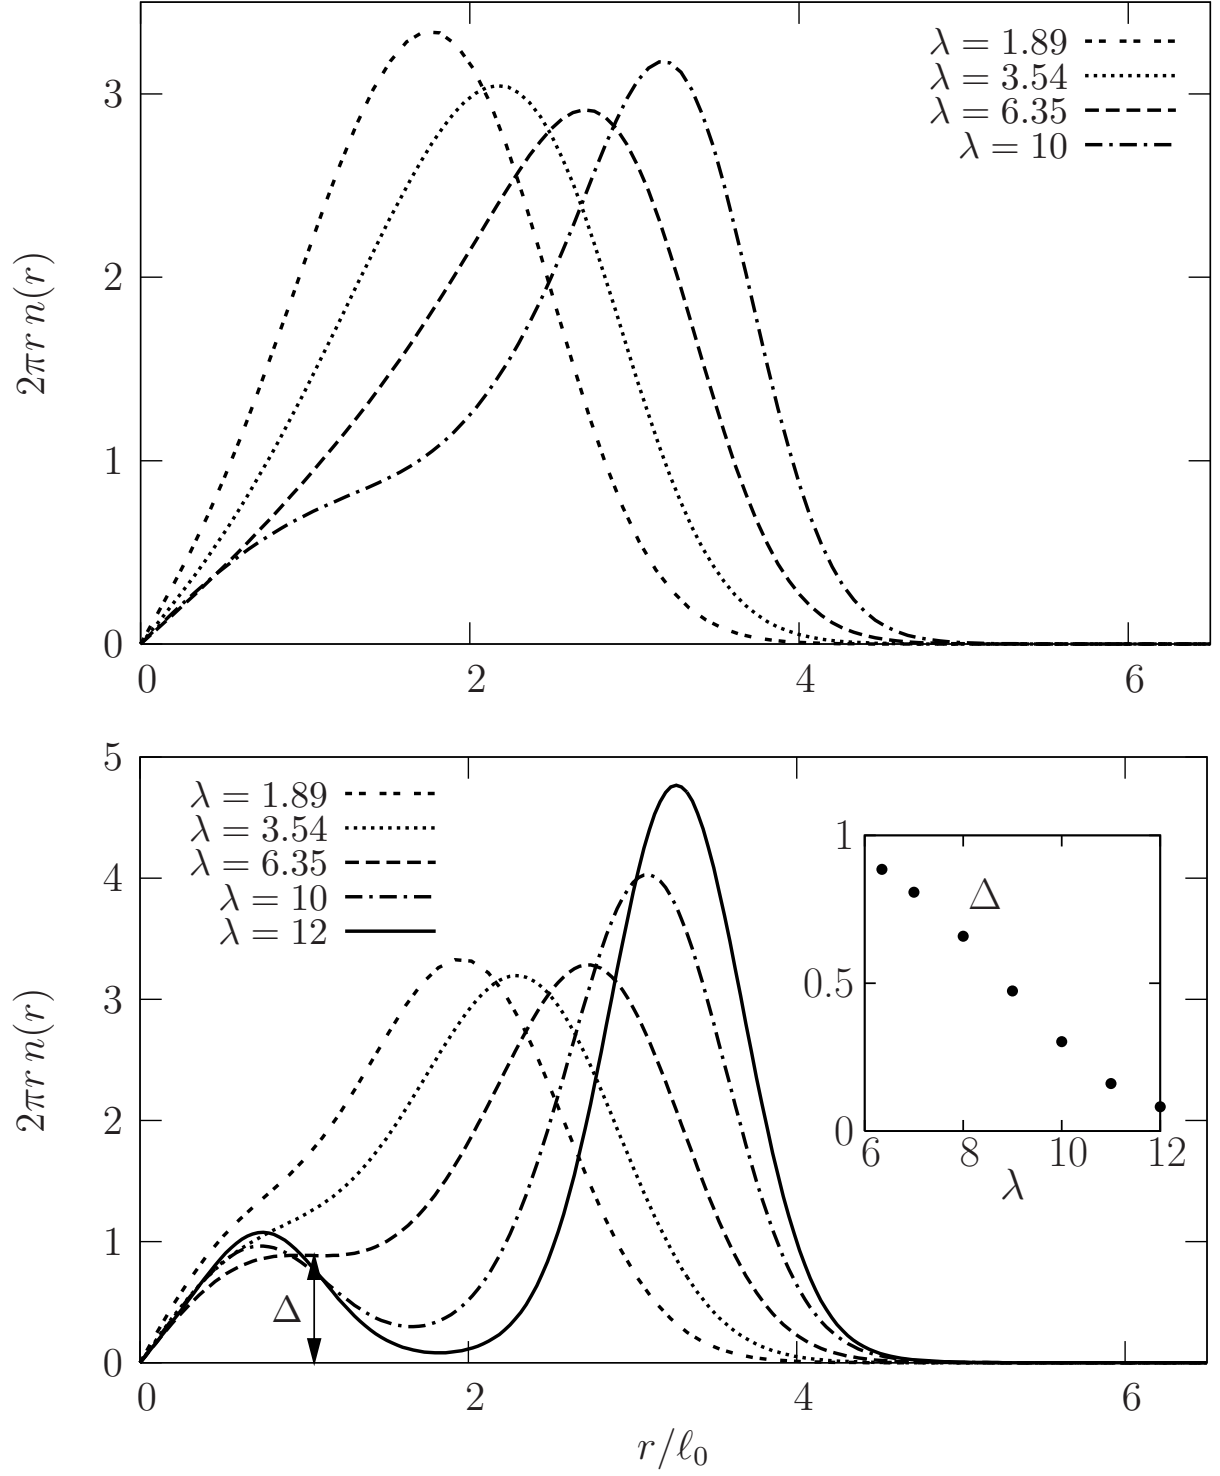 3
2
1
0
2πr n(r)
λ = 1.89
λ = 3.54
λ = 6.35
λ = 10
0 2 4 6
5
4
3
2
1
0
2πr n(r)
λ = 1.89
λ = 3.54
λ = 6.35
λ = 10
λ = 12
Δ
1
0.5
0
Δ
6 8 10 12
λ
0 2 4 6
r/ℓ₀